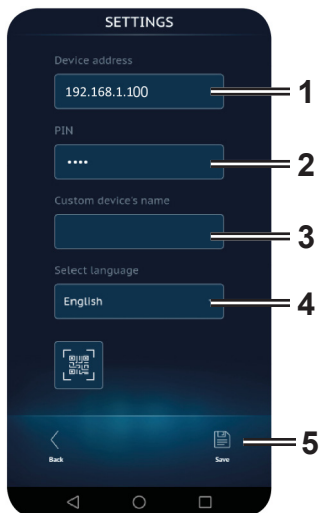 SETTINGS
Device address
192.168.1.100
1
PIN
••••
2
Custom device's name
3
Select language
English
4
Back
Save
5